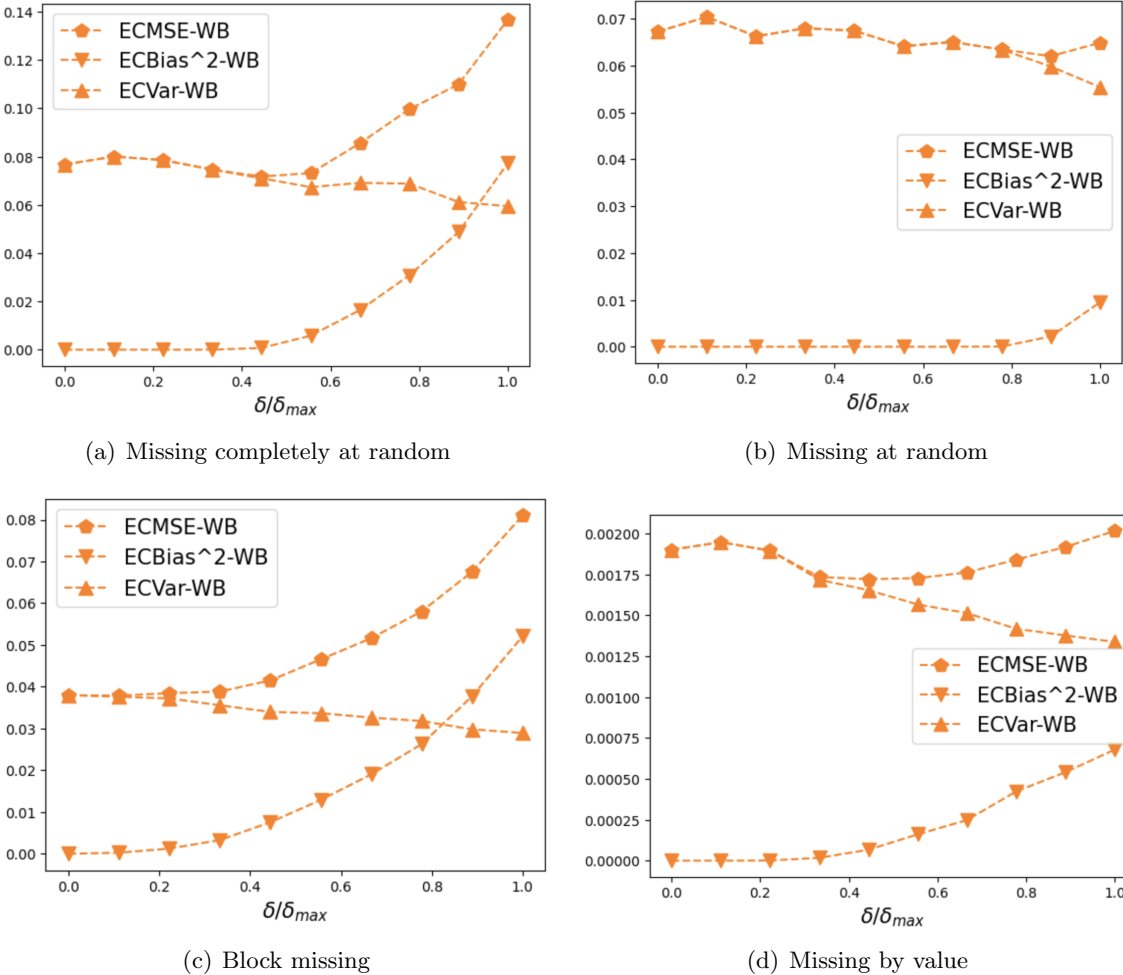 0.14
0.12
0.10
0.08
0.06
0.04
0.02
0.00
ECMSE-WB
ECBias^2-WB
ECVar-WB
0.0 0.2 0.4 0.6 0.8 1.0
δ/δmax
(a) Missing completely at random
0.07
0.06
0.05
0.04
0.03
0.02
0.01
0.00
ECMSE-WB
ECBias^2-WB
ECVar-WB
0.0 0.2 0.4 0.6 0.8 1.0
δ/δmax
(b) Missing at random
0.08
0.07
0.06
0.05
0.04
0.03
0.02
0.01
0.00
ECMSE-WB
ECBias^2-WB
ECVar-WB
0.0 0.2 0.4 0.6 0.8 1.0
δ/δmax
(c) Block missing
0.00200
0.00175
0.00150
0.00125
0.00100
0.00075
0.00050
0.00025
0.00000
ECMSE-WB
ECBias^2-WB
ECVar-WB
0.0 0.2 0.4 0.6 0.8 1.0
δ/δmax
(d) Missing by value